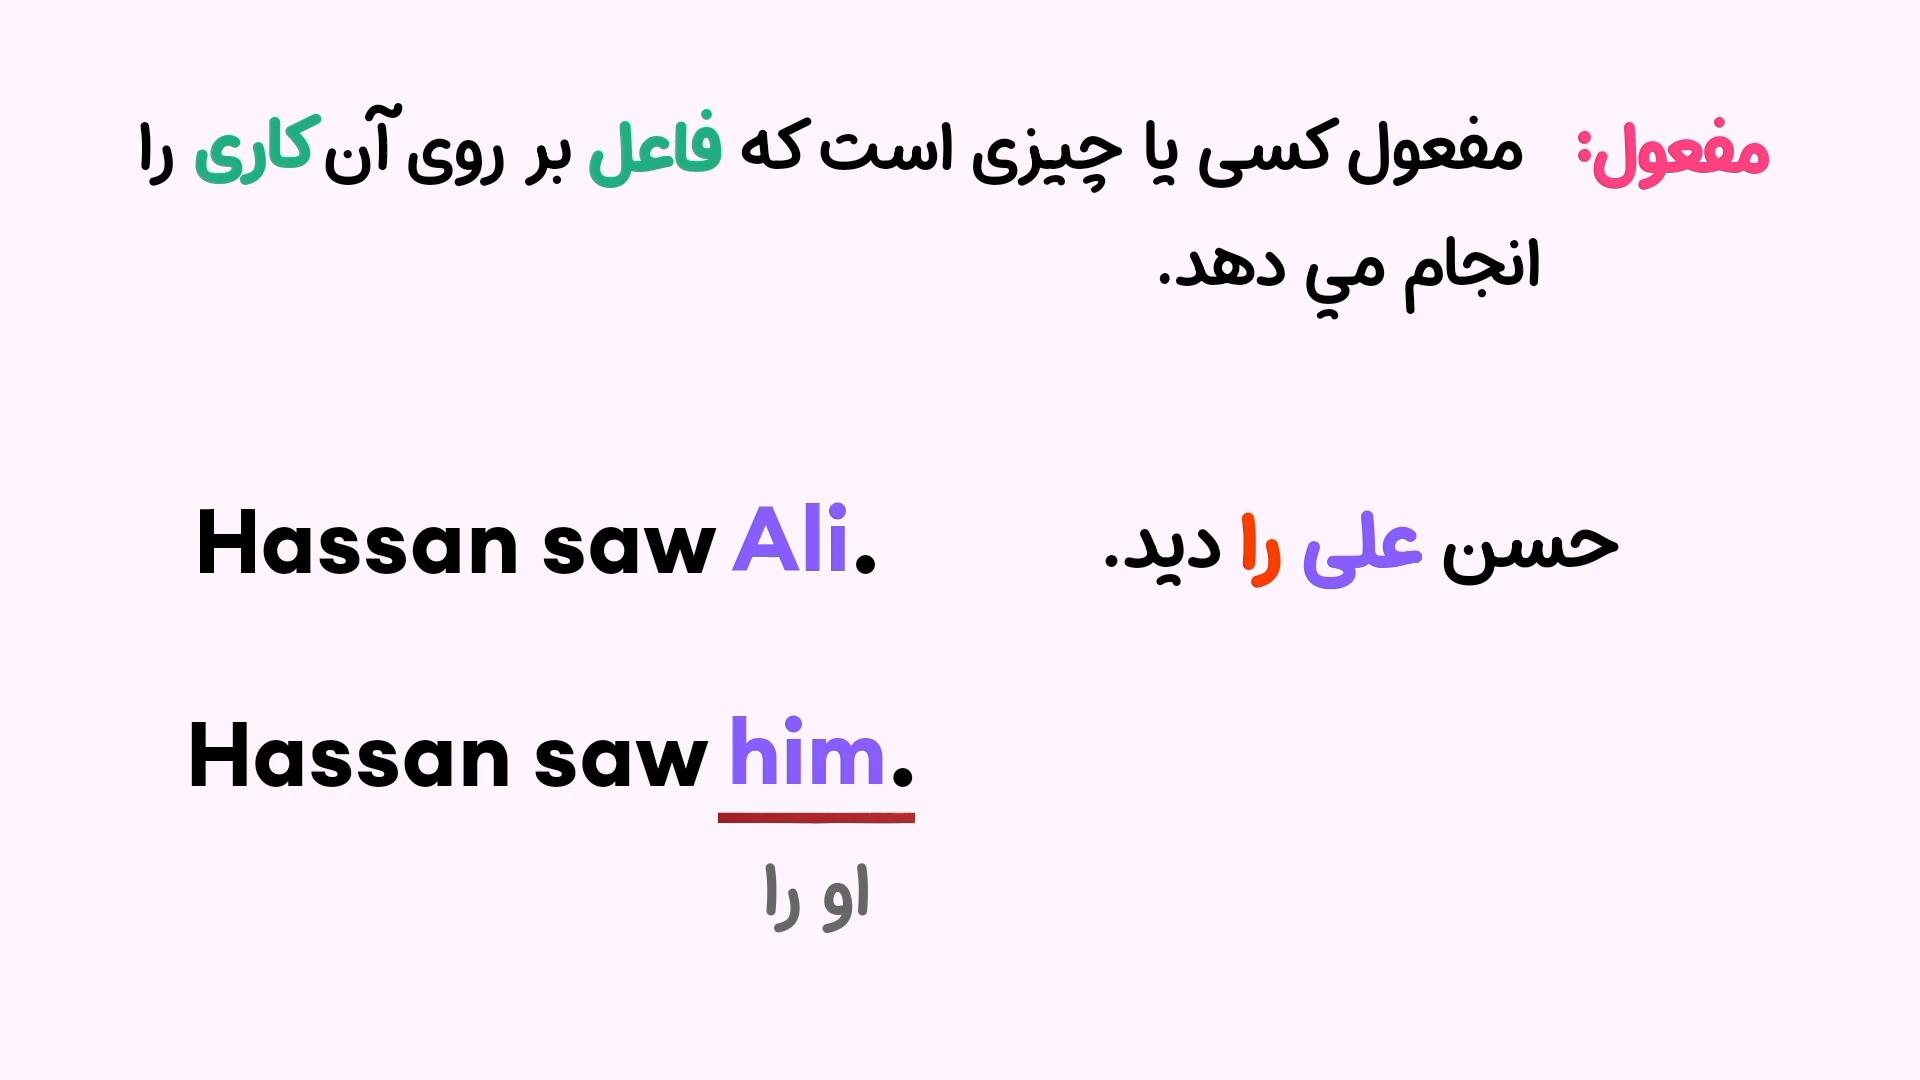 مفعول: مفعول کسی یا چیزی است که فاعل بر روی آن کاری را
انجام مي دهد.
حسن علی را دید.
Hassan saw Ali.
Hassan saw him.
او را